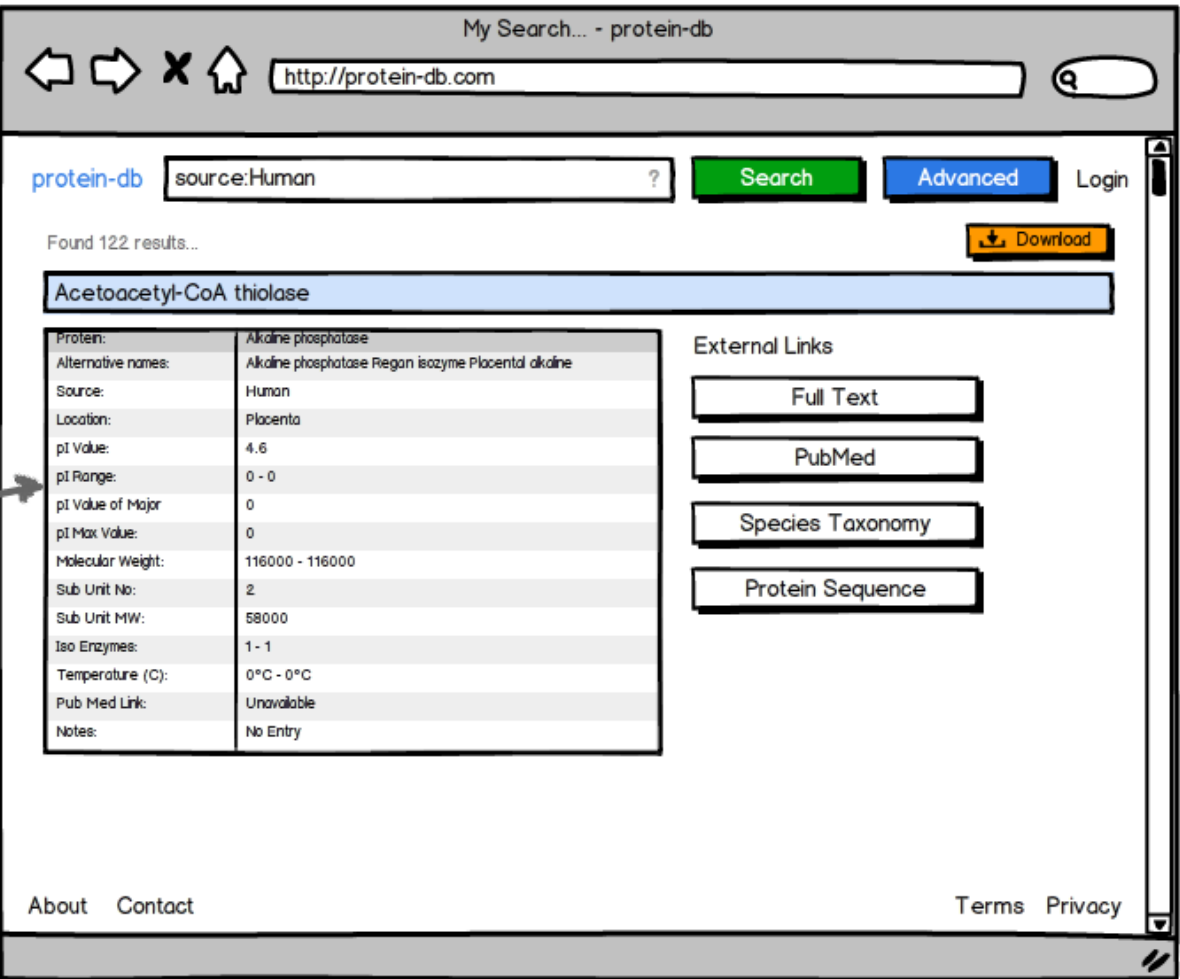 My Search... - protein-db
http://protein-db.com
protein-db source:Human ? Search Advanced Login
Found 122 results... Download
Acetoacetyl-CoA thiolase
Protein: Alkaline phosphatase
Alternative names: Alkaline phosphatase Regan isozyme Placental alkaline
Source: Human
Location: Placenta
pI Value: 4.6
pI Range: 0 - 0
pI Value of Major 0
pI Max Value: 0
Molecular Weight: 116000 - 116000
Sub Unit No: 2
Sub Unit MW: 58000
Iso Enzymes: 1 - 1
Temperature (C): 0°C - 0°C
Pub Med Link: Unavailable
Notes: No Entry
External Links
Full Text
PubMed
Species Taxonomy
Protein Sequence
About Contact Terms Privacy